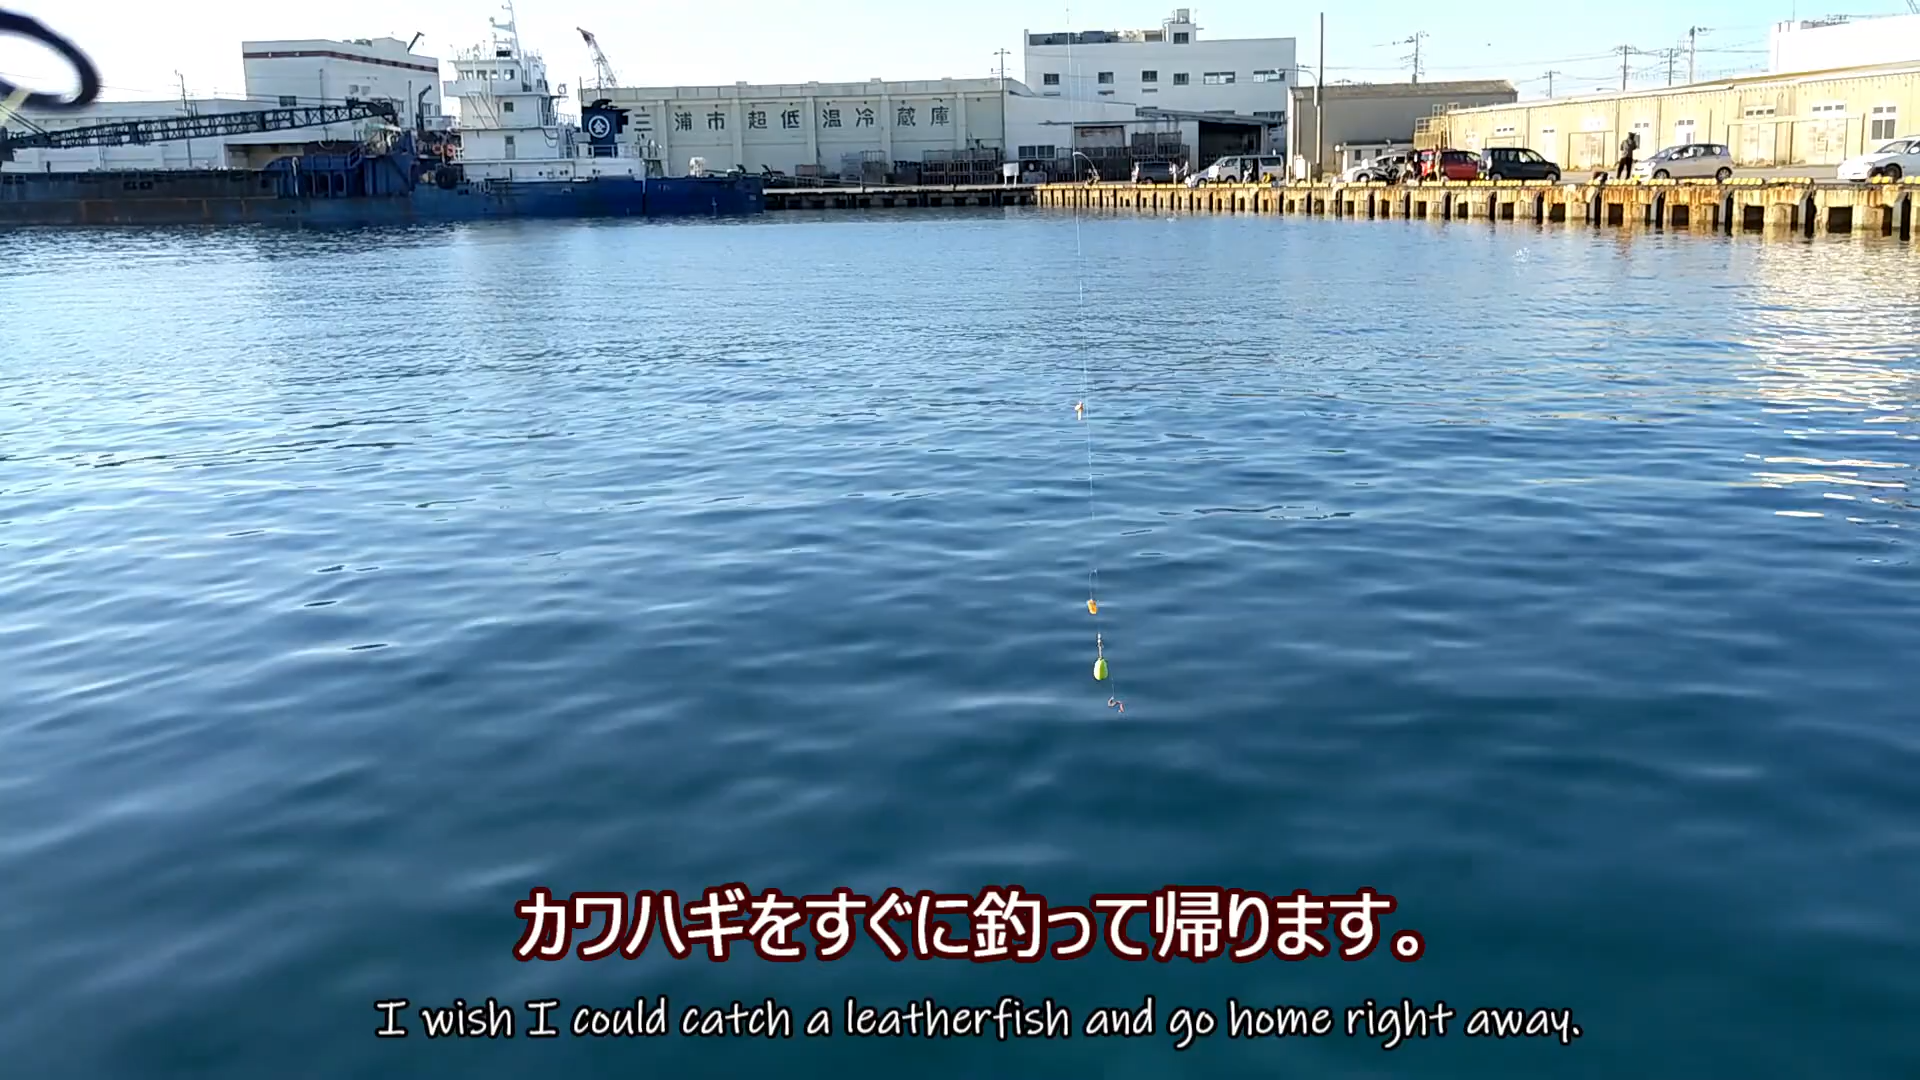 三浦市超低温冷蔵庫
カワハギをすぐに釣って帰ります。
I wish I could catch a leatherfish and go home right away.